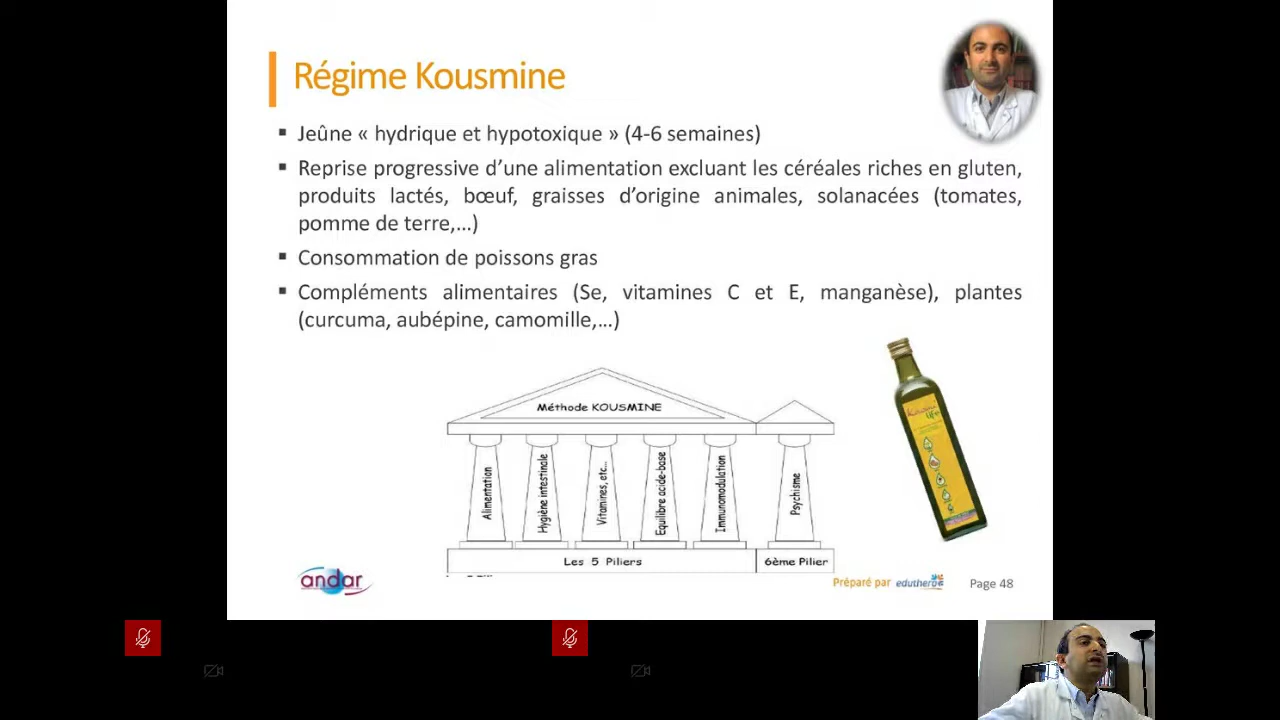 Régime Kousmine
▪ Jeûne « hydrique et hypotoxique » (4-6 semaines)
▪ Reprise progressive d’une alimentation excluant les céréales riches en gluten,
produits lactés, bœuf, graisses d’origine animales, solanacées (tomates,
pomme de terre,...)
▪ Consommation de poissons gras
▪ Compléments alimentaires (Se, vitamines C et E, manganèse), plantes
(curcuma, aubépine, camomille,...)
Méthode KOUSMINE
Alimentation
Hygiène intestinale
Vitamines, etc...
Equilibre acide-base
Immunomodulation
Psychisme
Les 5 Piliers
6ème Pilier
andar
Préparé par eduthera
Page 48